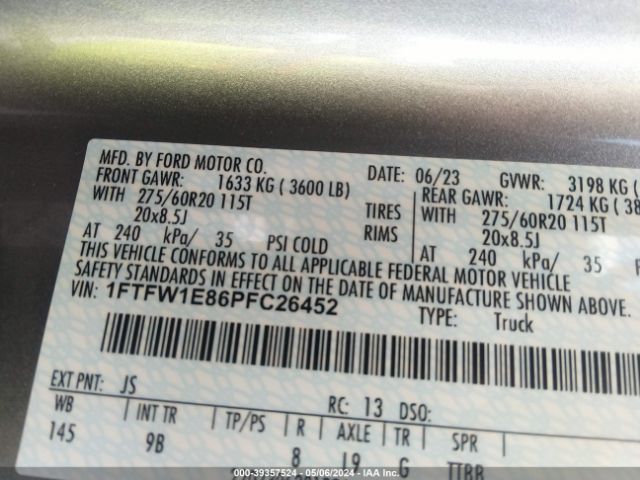 MFD. BY FORD MOTOR CO.
DATE: 06/23 GVWR: 3198 KG (
FRONT GAWR: 1633 KG ( 3600 LB)
REAR GAWR: 1724 KG ( 38
WITH 275/60R20 115T TIRES WITH 275/60R20 115T
20x8.5J RIMS 20x8.5J
AT 240 kPa/ 35 PSI COLD AT 240 kPa/ 35
THIS VEHICLE CONFORMS TO ALL APPLICABLE FEDERAL MOTOR VEHICLE
SAFETY STANDARDS IN EFFECT ON THE DATE OF MANUFACTURE SHOWN ABOVE.
VIN: 1FTFW1E86PFC26452
TYPE: Truck
EXT PNT: JS RC: 13 DSO:
WB INT TR TP/PS R AXLE TR SPR
145 9B 8 L9 G TTBB
000-39357524 - 05/06/2024 - IAA Inc.